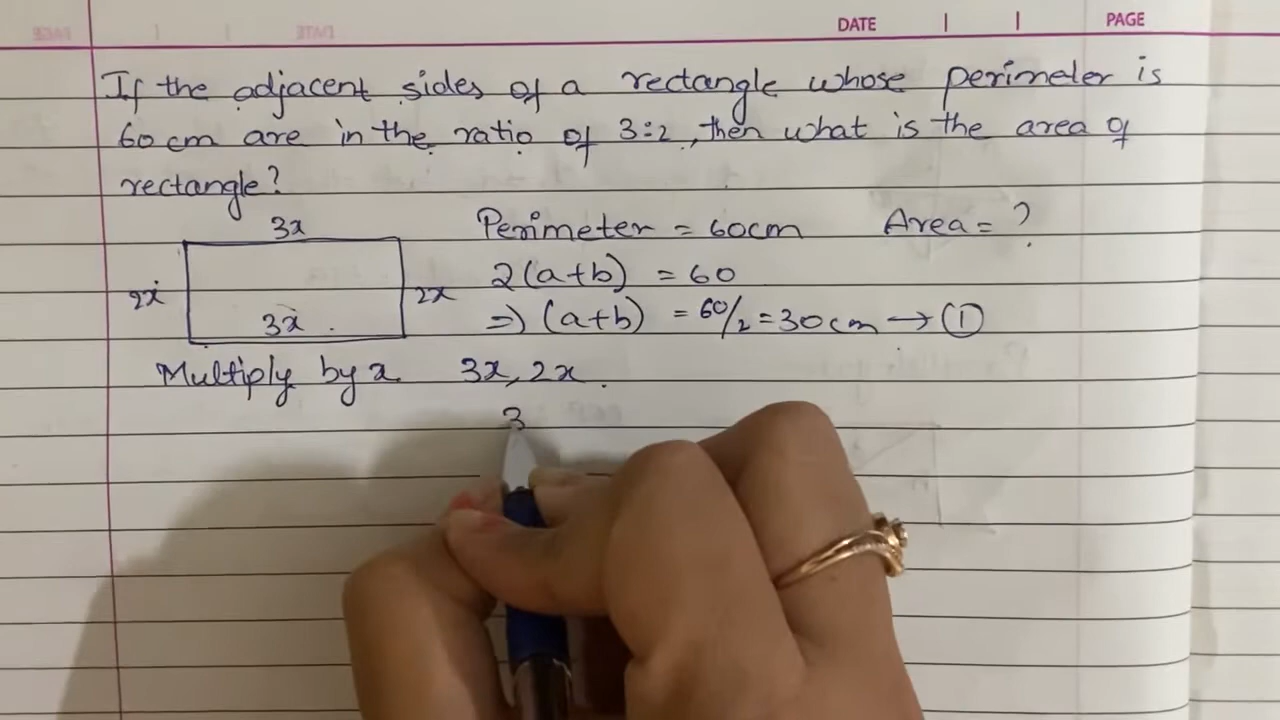 DATE PAGE
If the adjacent sides of a rectangle whose perimeter is
60 cm are in the ratio of 3:2, then what is the area of
rectangle?
3x Perimeter = 60cm Area = ?
2(a+b) = 60
2x 2x
3x ⇒ (a+b) = 60/2 = 30cm → ①
Multiply by x 3x, 2x.
3